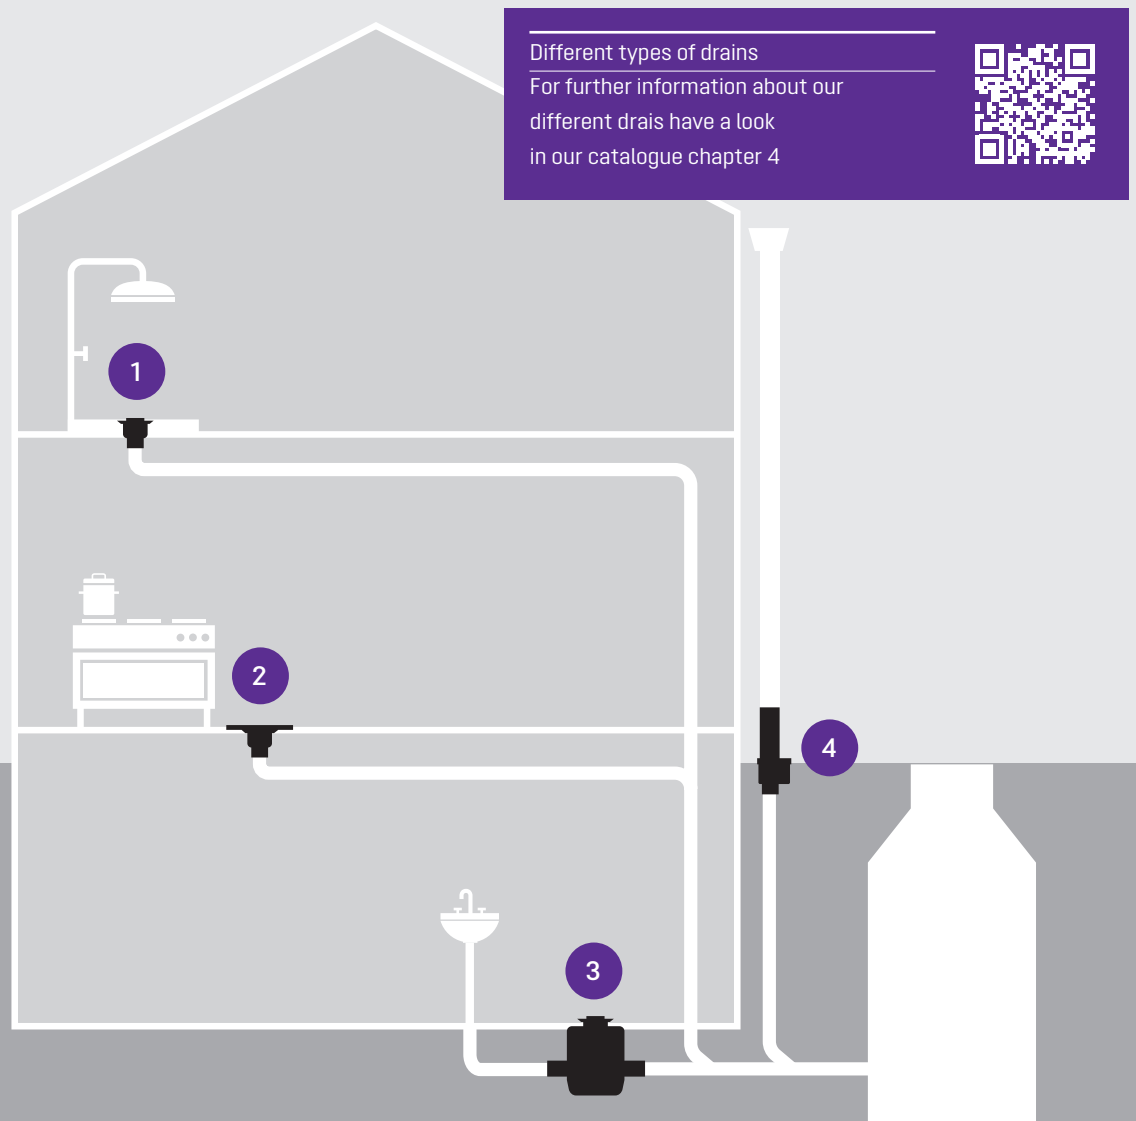 Different types of drains
For further information about our
different drais have a look
in our catalogue chapter 4
1
2
4
3